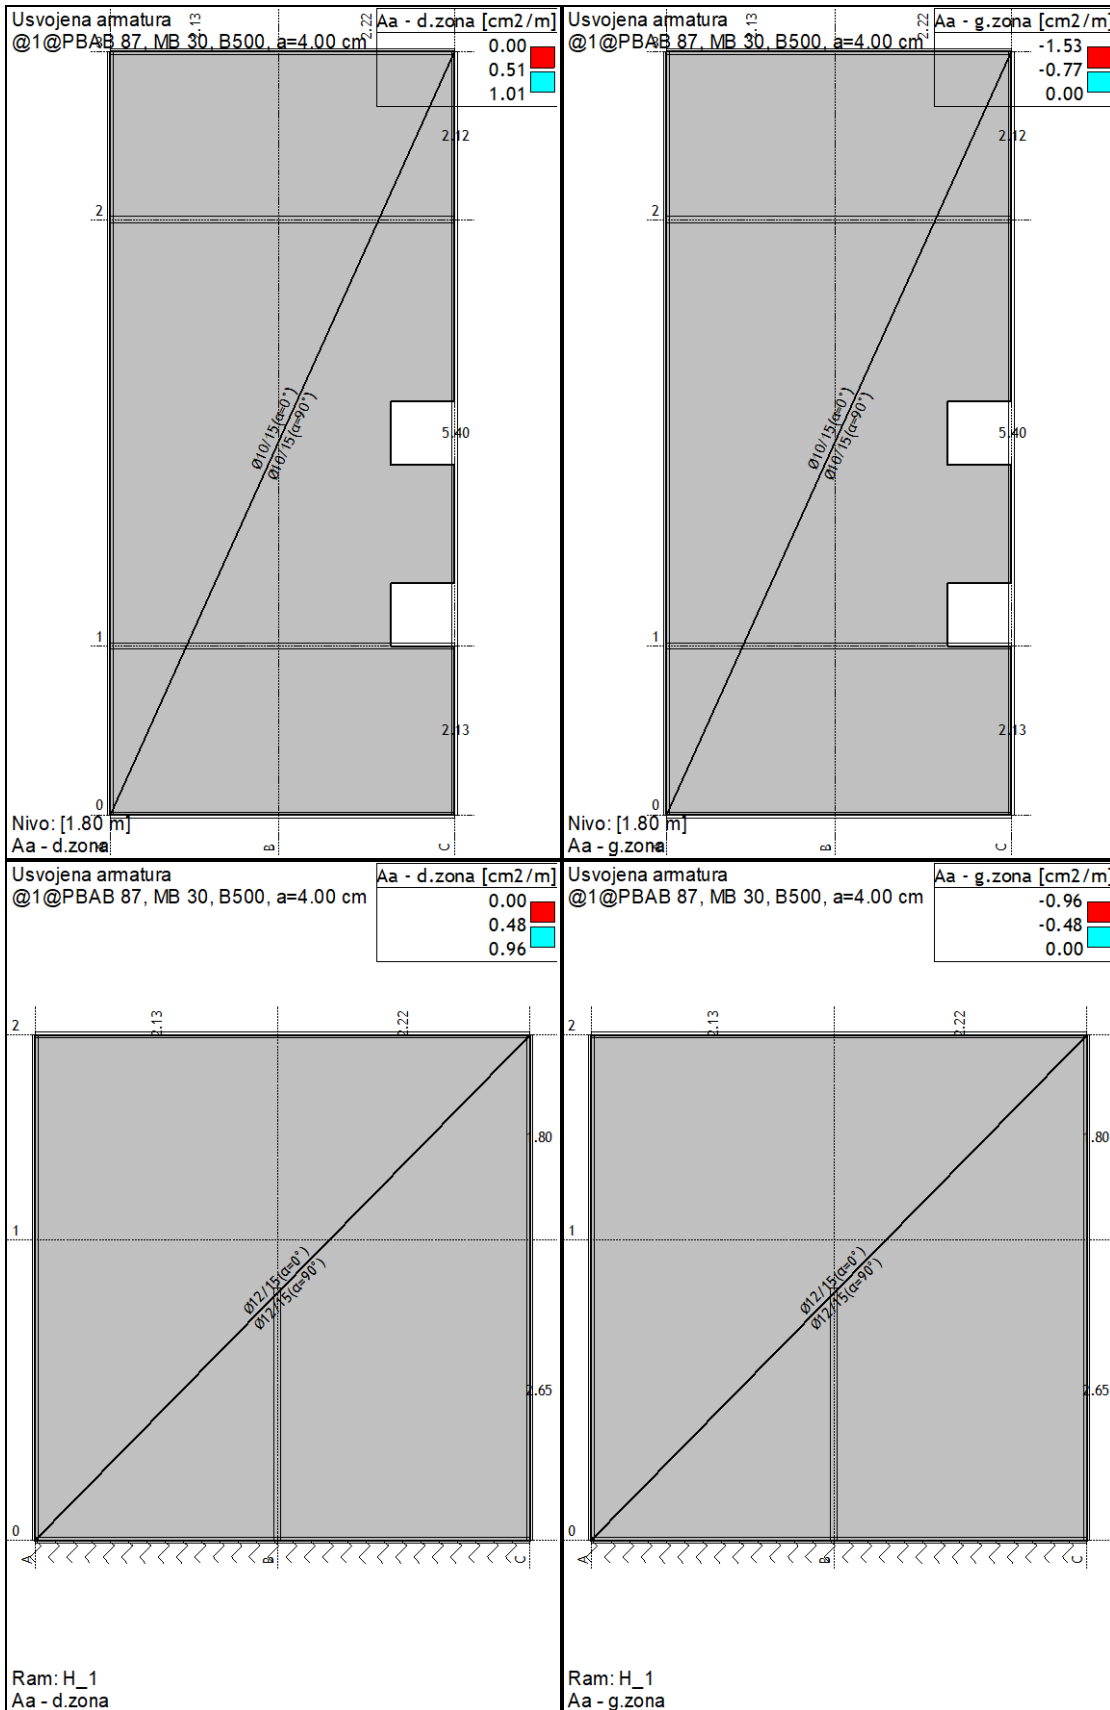 Usvojena armatura
@1@PBAB 87, MB 30, B500, a=4.00 cm
Aa - d.zona [cm2/m]
0.00
0.51
1.01
2.13
2.22
2.12
2
Ø10/15(α=0°)
Ø10/15(α=90°)
5.40
1
2.13
0
Nivo: [1.80 m]
Aa - d.zona
B
C
Usvojena armatura
@1@PBAB 87, MB 30, B500, a=4.00 cm
Aa - g.zona [cm2/m]
-1.53
-0.77
0.00
2.13
2.22
2.12
2
Ø10/15(α=0°)
Ø10/15(α=90°)
5.40
1
2.13
0
Nivo: [1.80 m]
Aa - g.zona
B
C
Usvojena armatura
@1@PBAB 87, MB 30, B500, a=4.00 cm
Aa - d.zona [cm2/m]
0.00
0.48
0.96
2.13
2.22
2
1.80
1
Ø12/15(α=0°)
Ø12/15(α=90°)
2.65
0
A
B
C
Ram: H_1
Aa - d.zona
Usvojena armatura
@1@PBAB 87, MB 30, B500, a=4.00 cm
Aa - g.zona [cm2/m]
-0.96
-0.48
0.00
2.13
2.22
2
1.80
1
Ø12/15(α=0°)
Ø12/15(α=90°)
2.65
0
A
B
C
Ram: H_1
Aa - g.zona